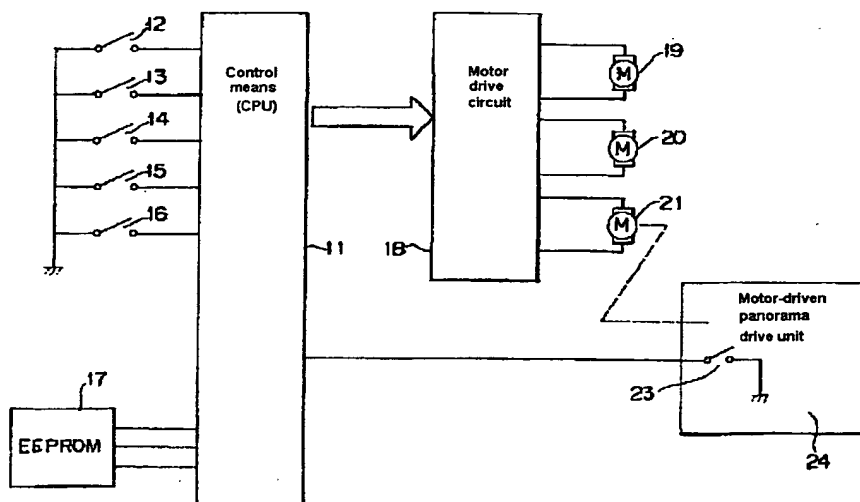 12
13
14
15
16
Control
means
(CPU)
11
Motor
drive
circuit
18
M
19
M
20
M
21
Motor-driven
panorama
drive unit
23
24
17
EEPROM